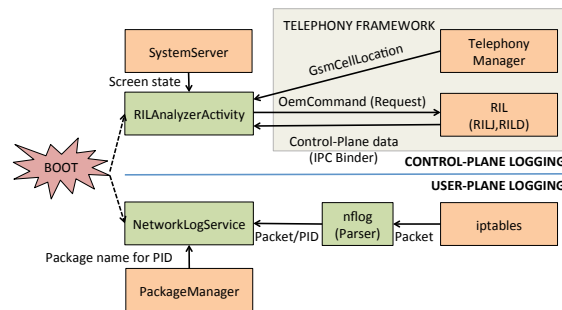 TELEPHONY FRAMEWORK
SystemServer
Telephony
Manager
GsmCellLocation
Screen state
OemCommand (Request)
RILAnalyzerActivity
RIL
(RILJ,RILD)
Control-Plane data
(IPC Binder)
CONTROL-PLANE LOGGING
BOOT
USER-PLANE LOGGING
NetworkLogService
nflog
(Parser)
iptables
Packet/PID
Packet
Package name for PID
PackageManager